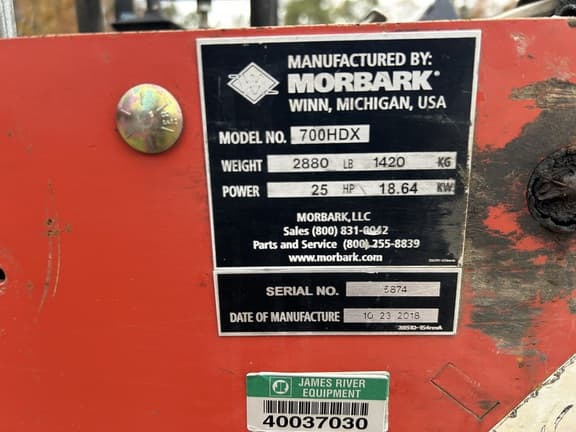 MANUFACTURED BY:
MORBARK®
WINN, MICHIGAN, USA
MODEL NO. 700HDX
WEIGHT 2880 LB 1420 KG
POWER 25 HP 18.64 KW
MORBARK, LLC
Sales (800) 831-0042
Parts and Service (800) 255-8839
www.morbark.com
SERIAL NO. 6874
DATE OF MANUFACTURE 10 23 2018
JAMES RIVER
EQUIPMENT
40037030